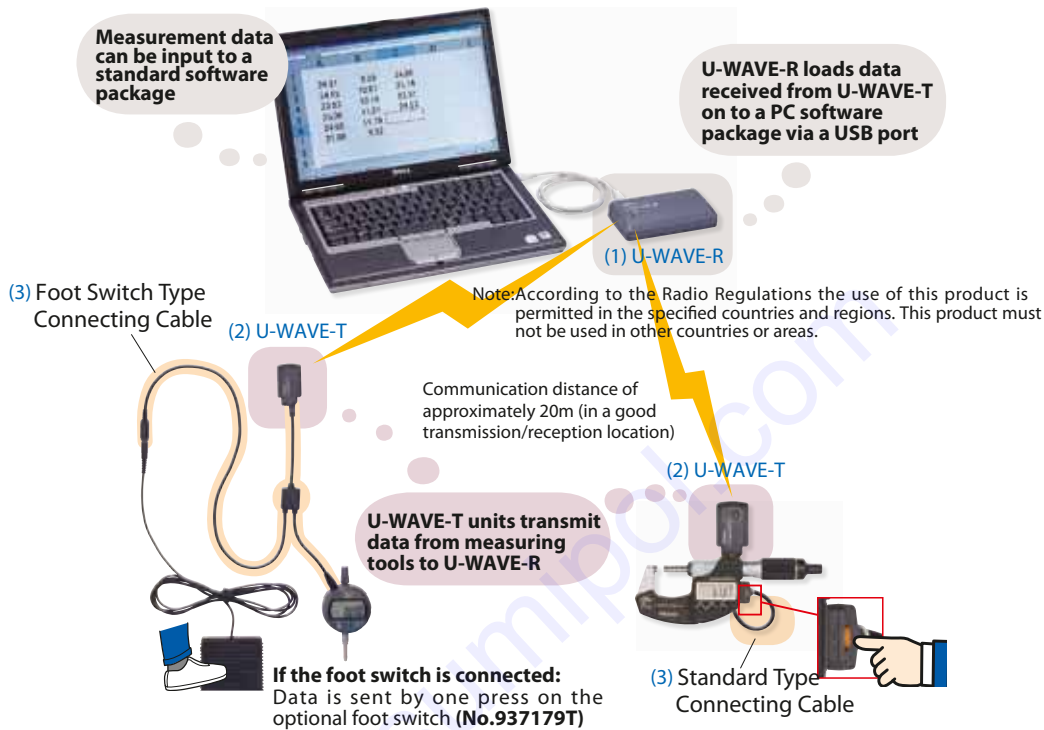 Measurement data
can be input to a
standard software
package
U-WAVE-R loads data
received from U-WAVE-T
on to a PC software
package via a USB port
(1) U-WAVE-R
(3) Foot Switch Type
Connecting Cable
Note:According to the Radio Regulations the use of this product is
permitted in the specified countries and regions. This product must
not be used in other countries or areas.
(2) U-WAVE-T
Communication distance of
approximately 20m (in a good
transmission/reception location)
(2) U-WAVE-T
U-WAVE-T units transmit
data from measuring
tools to U-WAVE-R
If the foot switch is connected:
Data is sent by one press on the
optional foot switch (No.937179T)
(3) Standard Type
Connecting Cable